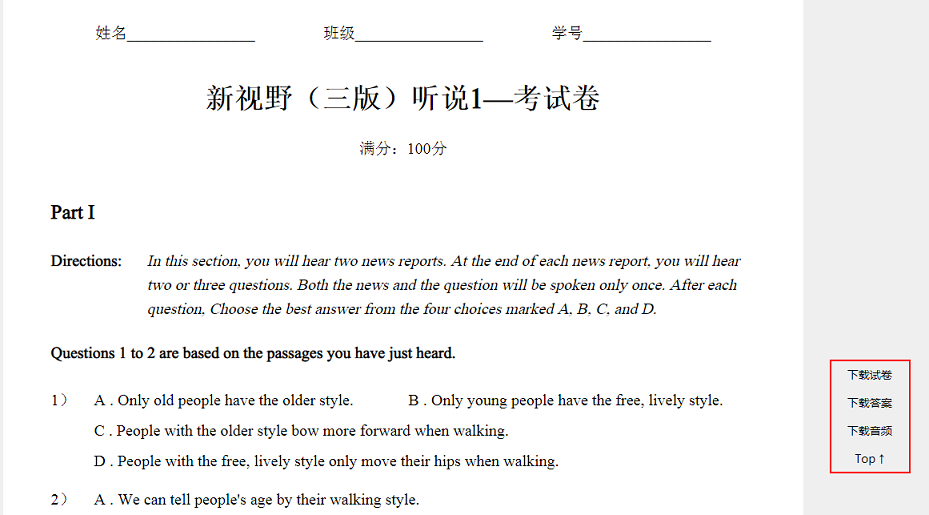 姓名________________ 班级________________ 学号________________
新视野（三版）听说1—考试卷
满分：100分
Part I
Directions: In this section, you will hear two news reports. At the end of each news report, you will hear
two or three questions. Both the news and the question will be spoken only once. After each
question, Choose the best answer from the four choices marked A, B, C, and D.
Questions 1 to 2 are based on the passages you have just heard.
1） A . Only old people have the older style. B . Only young people have the free, lively style.
C . People with the older style bow more forward when walking.
D . People with the free, lively style only move their hips when walking.
2） A . We can tell people's age by their walking style.
下载试卷
下载答案
下载音频
Top↑